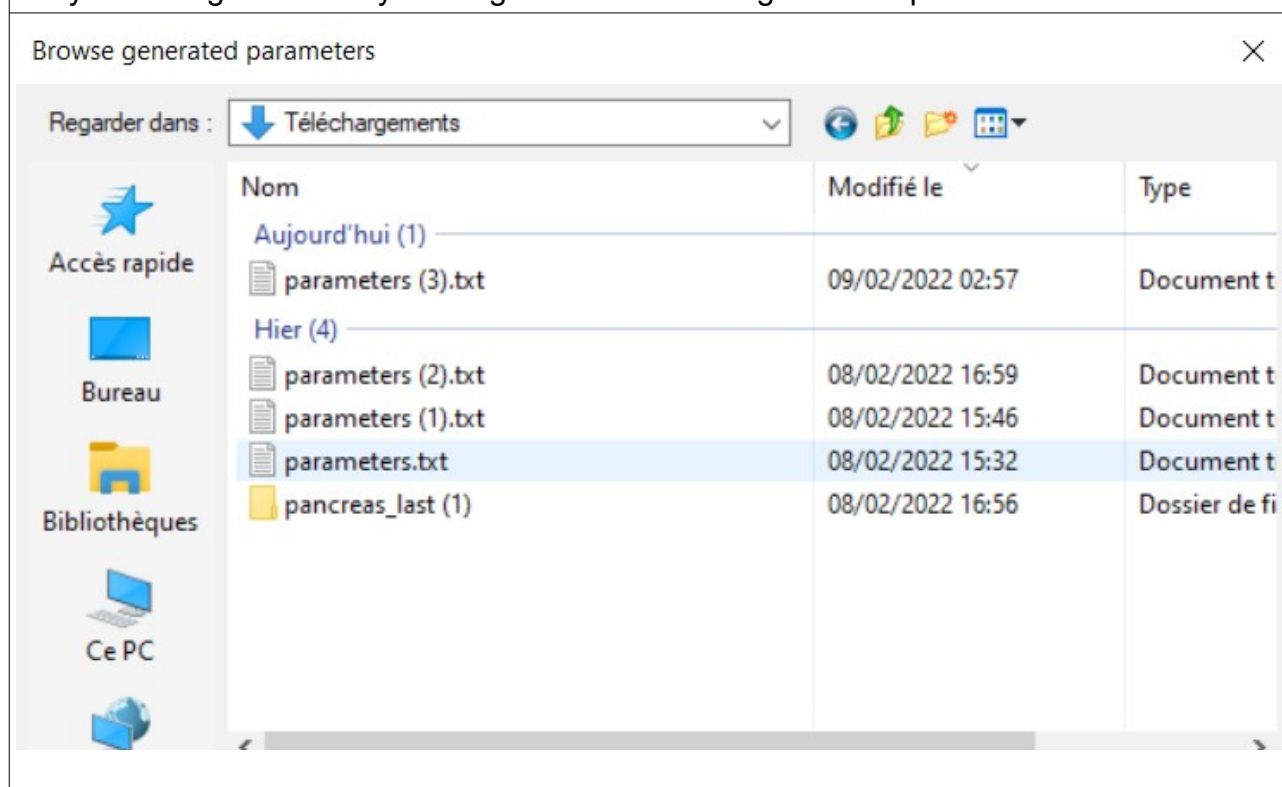 Browse generated parameters
Regarder dans : Téléchargements
Nom Modifié le Type
Aujourd'hui (1)
parameters (3).txt 09/02/2022 02:57 Document t
Hier (4)
parameters (2).txt 08/02/2022 16:59 Document t
parameters (1).txt 08/02/2022 15:46 Document t
parameters.txt 08/02/2022 15:32 Document t
pancreas_last (1) 08/02/2022 16:56 Dossier de fi
Accès rapide
Bureau
Bibliothèques
Ce PC